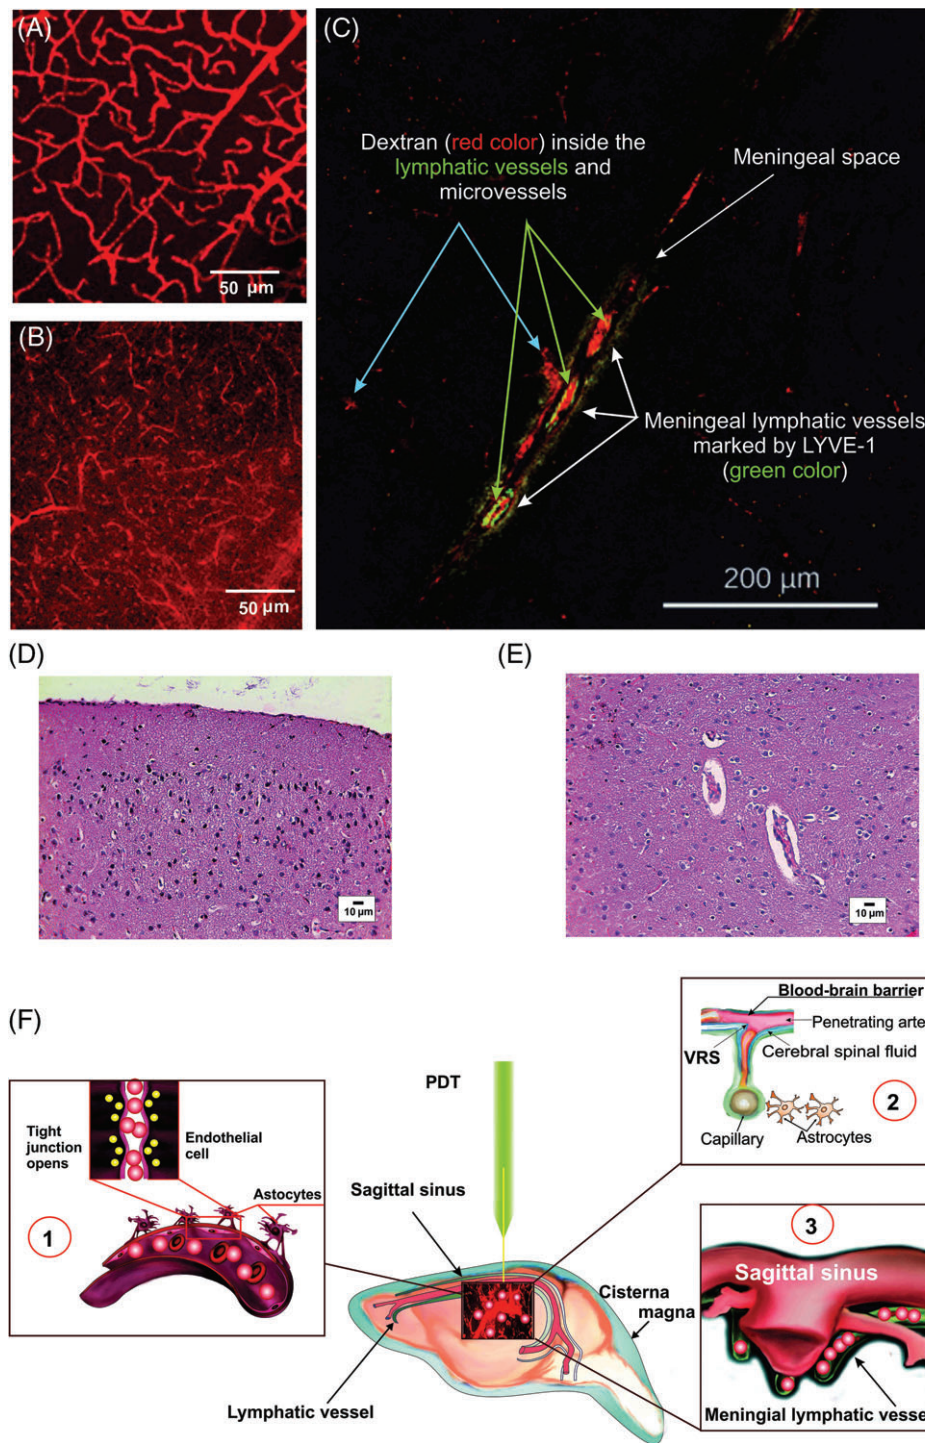 (A)
50 µm
(B)
50 µm
(C)
Dextran (red color) inside the
lymphatic vessels and
microvessels
Meningeal space
Meningeal lymphatic vessels
marked by LYVE-1
(green color)
200 µm
(D)
10 µm
(E)
10 µm
(F)
Tight
junction
opens
Endothelial
cell
Astocytes
1
PDT
Sagittal sinus
Lymphatic vessel
Cisterna
magna
Blood-brain barrier
Penetrating arte
VRS
Cerebral spinal fluid
Capillary
Astrocytes
2
3
Sagittal sinus
Meningial lymphatic vesse